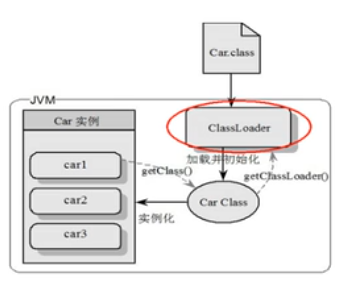 Car.class
JVM
Car 实例
ClassLoader
car1
加载并初始化
getClass()
getClassLoader()
car2
Car Class
实例化
car3